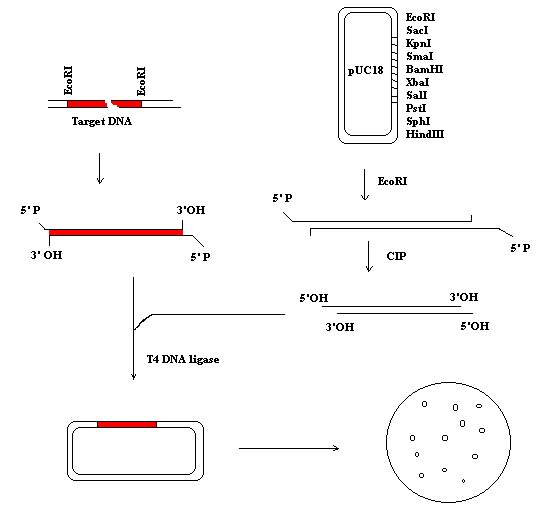 EcoRI
SacI
KpnI
SmaI
BamHI
XbaI
SalI
PstI
SphI
HindIII
pUC18
EcoRI
EcoRI
Target DNA
EcoRI
5' P
3'OH
3' OH
5' P
5' P
5' P
CIP
5'OH
3'OH
3'OH
5'OH
T4 DNA ligase